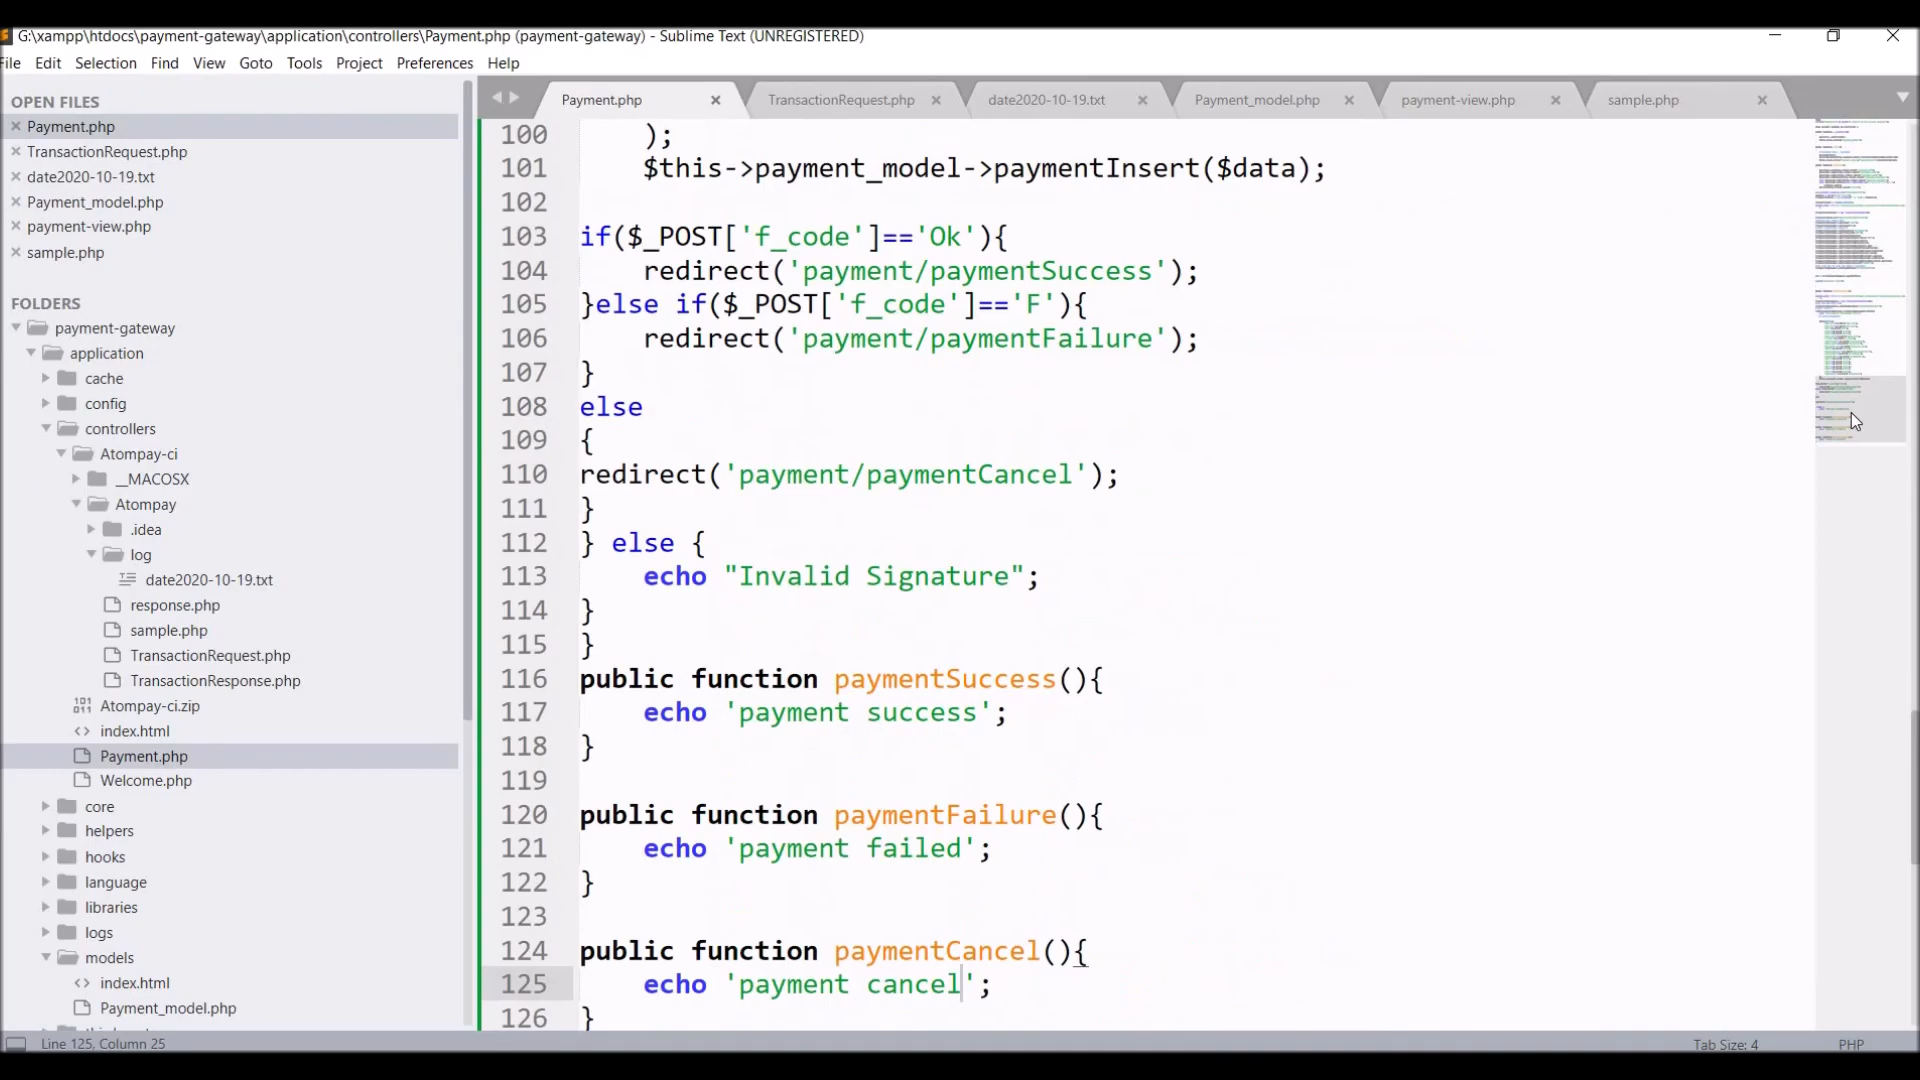 G:\xampp\htdocs\payment-gateway\application\controllers\Payment.php (payment-gateway) - Sublime Text (UNREGISTERED)
File Edit Selection Find View Goto Tools Project Preferences Help
OPEN FILES
Payment.php
TransactionRequest.php
date2020-10-19.txt
Payment_model.php
payment-view.php
sample.php
FOLDERS
payment-gateway
application
cache
config
controllers
Atompay-ci
__MACOSX
Atompay
.idea
log
date2020-10-19.txt
response.php
sample.php
TransactionRequest.php
TransactionResponse.php
Atompay-ci.zip
index.html
Payment.php
Welcome.php
core
helpers
hooks
language
libraries
logs
models
index.html
Payment_model.php
Payment.php TransactionRequest.php date2020-10-19.txt Payment_model.php payment-view.php sample.php
100 );
101 $this->payment_model->paymentInsert($data);
102
103 if($_POST['f_code']=='Ok'){
104 redirect('payment/paymentSuccess');
105 }else if($_POST['f_code']=='F'){
106 redirect('payment/paymentFailure');
107 }
108 else
109 {
110 redirect('payment/paymentCancel');
111 }
112 } else {
113 echo "Invalid Signature";
114 }
115 }
116 public function paymentSuccess(){
117 echo 'payment success';
118 }
119
120 public function paymentFailure(){
121 echo 'payment failed';
122 }
123
124 public function paymentCancel(){
125 echo 'payment cancel';
126 }
Line 125, Column 25
Tab Size: 4
PHP